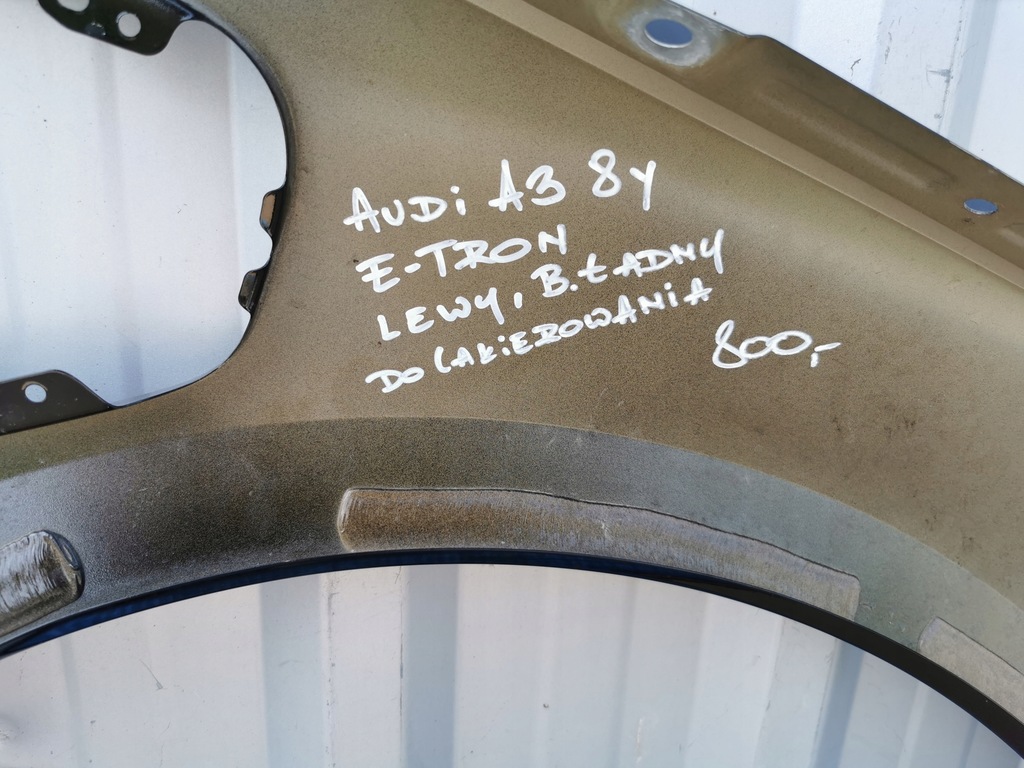 AUDi A3 8Y
E-TRON
LEWY, B.ŁADNY
DO LAKiEROWANiA
800,-